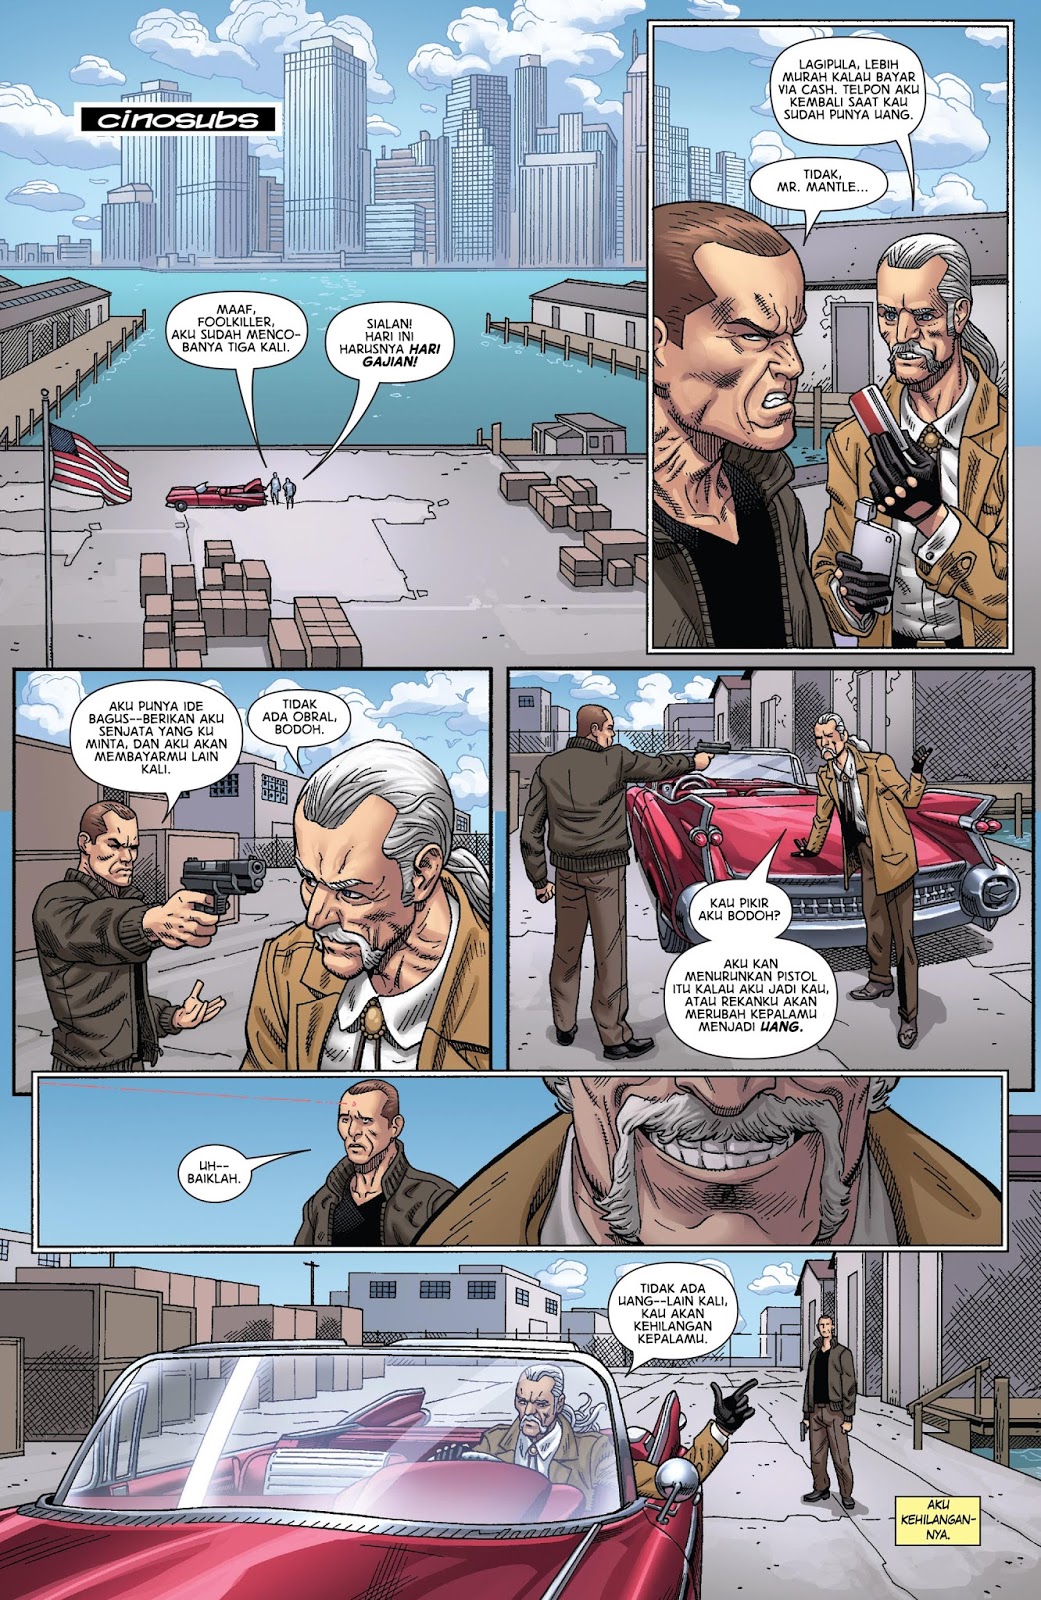 cinosubs
MAAF,
FOOLKILLER,
AKU SUDAH MENCO-
BANYA TIGA KALI.
SIALAN!
HARI INI
HARUSNYA HARI
GAJIAN!
LAGIPULA, LEBIH
MURAH KALAU BAYAR
VIA CASH. TELPON AKU
KEMBALI SAAT KAU
SUDAH PUNYA UANG.
TIDAK,
MR. MANTLE...
AKU PUNYA IDE
BAGUS--BERIKAN AKU
SENJATA YANG KU
MINTA, DAN AKU AKAN
MEMBAYARMU LAIN
KALI.
TIDAK
ADA OBRAL,
BODOH.
KAU PIKIR
AKU BODOH?
AKU KAN
MENURUNKAN PISTOL
ITU KALAU AKU JADI KAU,
ATAU REKANKU AKAN
MERUBAH KEPALAMU
MENJADI UANG.
UH--
BAIKLAH.
TIDAK ADA
UANG--LAIN KALI,
KAU AKAN
KEHILANGAN
KEPALAMU.
AKU
KEHILANGAN-
NYA.